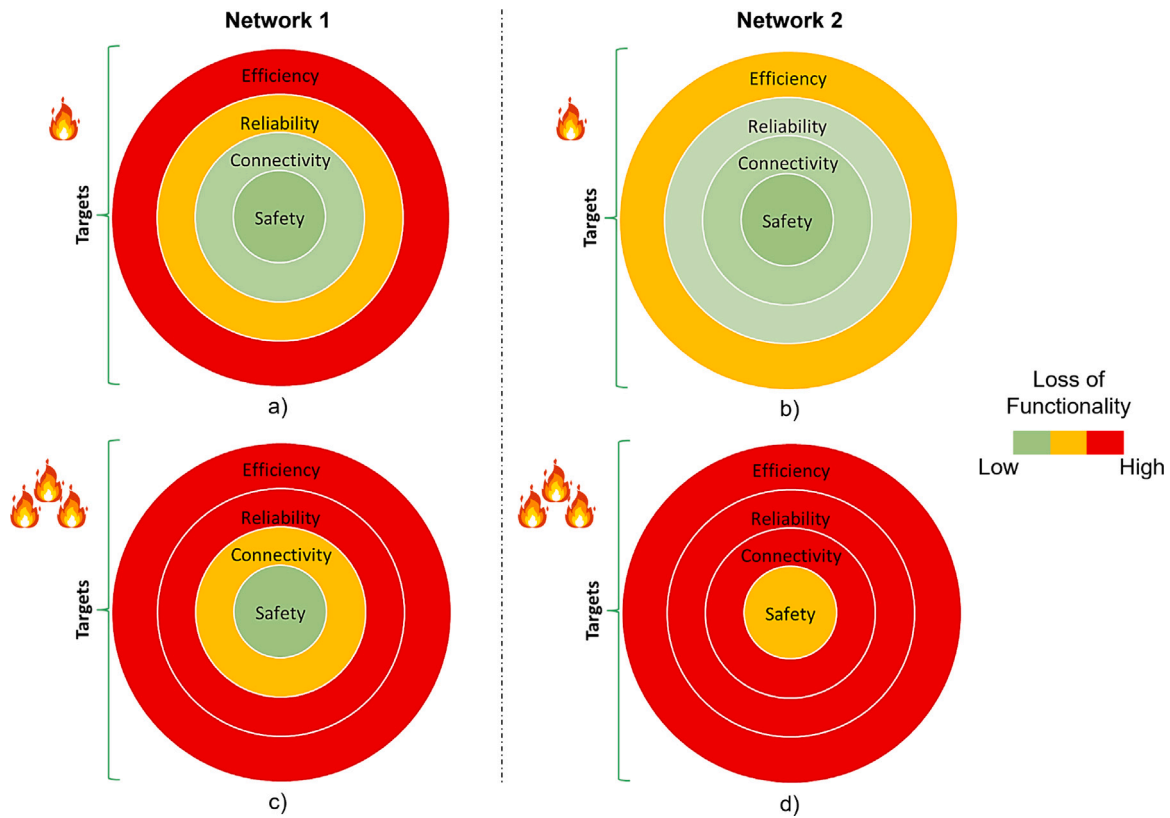 Network 1
Network 2
Targets
Efficiency
Reliability
Connectivity
Safety
a)
Targets
Efficiency
Reliability
Connectivity
Safety
b)
Loss of
Functionality
Low
High
Targets
Efficiency
Reliability
Connectivity
Safety
c)
Targets
Efficiency
Reliability
Connectivity
Safety
d)